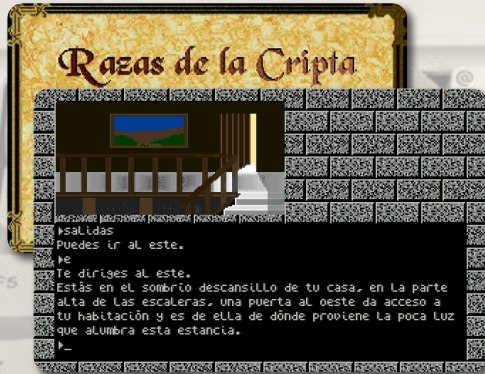 Razas de la Cripta
@
▸salidas
Puedes ir al este.
▸e
Te diriges al este.
Estás en el sombrío descansillo de tu casa, en la parte
alta de las escaleras, una puerta al oeste da acceso a
tu habitación y es de ella de dónde proviene la poca luz
que alumbra esta estancia.
▸_
F5